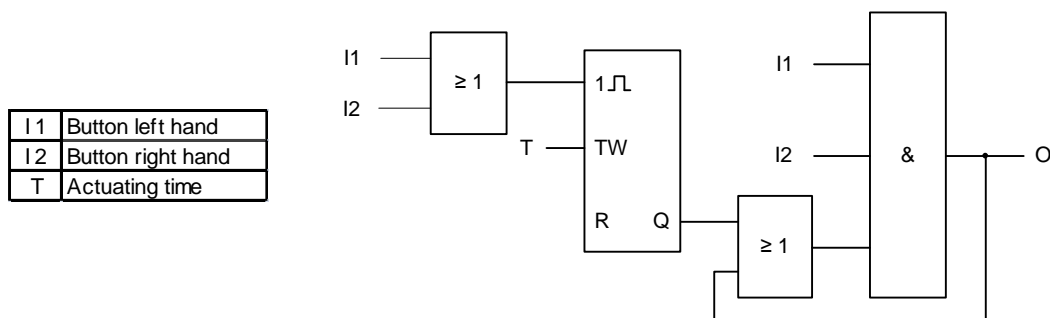 I1 Button left hand
I2 Button right hand
T Actuating time
I1
I2
≥ 1
T
1
TW
R Q
≥ 1
I1
I2
&
O